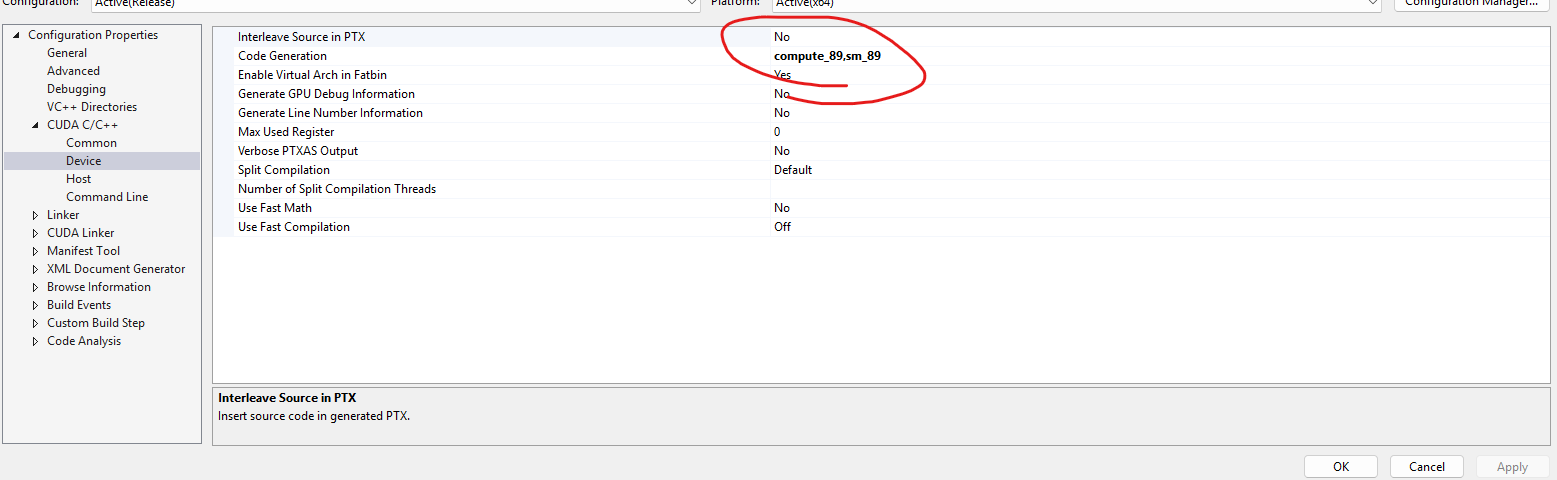 Configuration: Active(Release) Platform: Active(x64) Configuration Manager...
Configuration Properties
General
Advanced
Debugging
VC++ Directories
CUDA C/C++
Common
Device
Host
Command Line
Linker
CUDA Linker
Manifest Tool
XML Document Generator
Browse Information
Build Events
Custom Build Step
Code Analysis
Interleave Source in PTX No
Code Generation compute_89,sm_89
Enable Virtual Arch in Fatbin Yes
Generate GPU Debug Information No
Generate Line Number Information No
Max Used Register 0
Verbose PTXAS Output No
Split Compilation Default
Number of Split Compilation Threads
Use Fast Math No
Use Fast Compilation Off
Interleave Source in PTX
Insert source code in generated PTX.
OK Cancel Apply